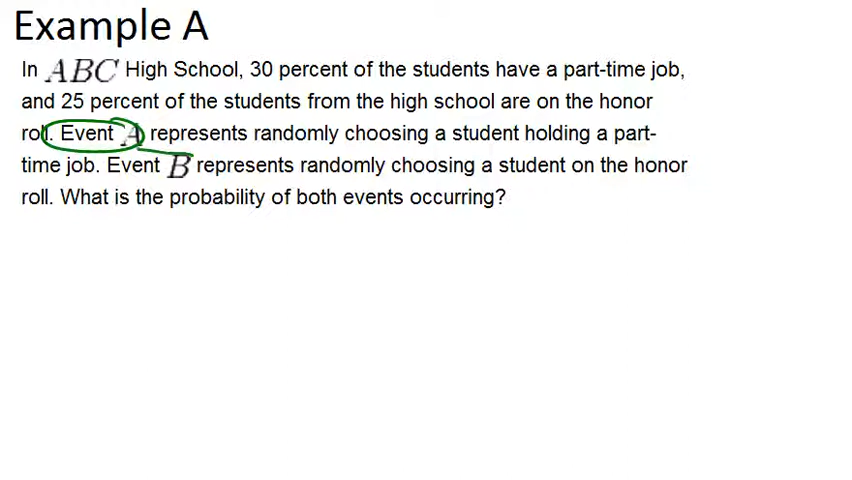 Example A
In ABC High School, 30 percent of the students have a part-time job,
and 25 percent of the students from the high school are on the honor
roll. Event A represents randomly choosing a student holding a part-
time job. Event B represents randomly choosing a student on the honor
roll. What is the probability of both events occurring?